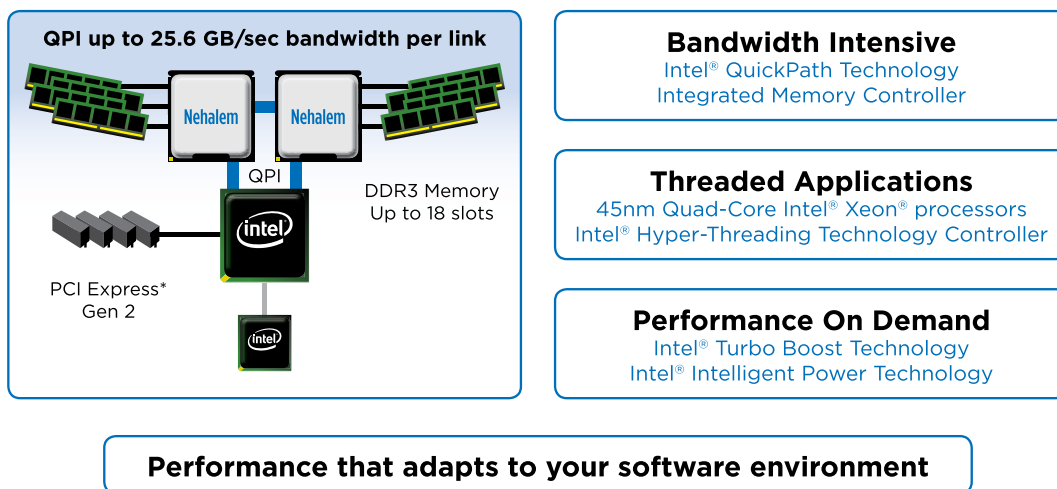 QPI up to 25.6 GB/sec bandwidth per link
Nehalem
Nehalem
QPI
DDR3 Memory
Up to 18 slots
intel®
PCI Express*
Gen 2
intel®
Bandwidth Intensive
Intel® QuickPath Technology
Integrated Memory Controller
Threaded Applications
45nm Quad-Core Intel® Xeon® processors
Intel® Hyper-Threading Technology Controller
Performance On Demand
Intel® Turbo Boost Technology
Intel® Intelligent Power Technology
Performance that adapts to your software environment